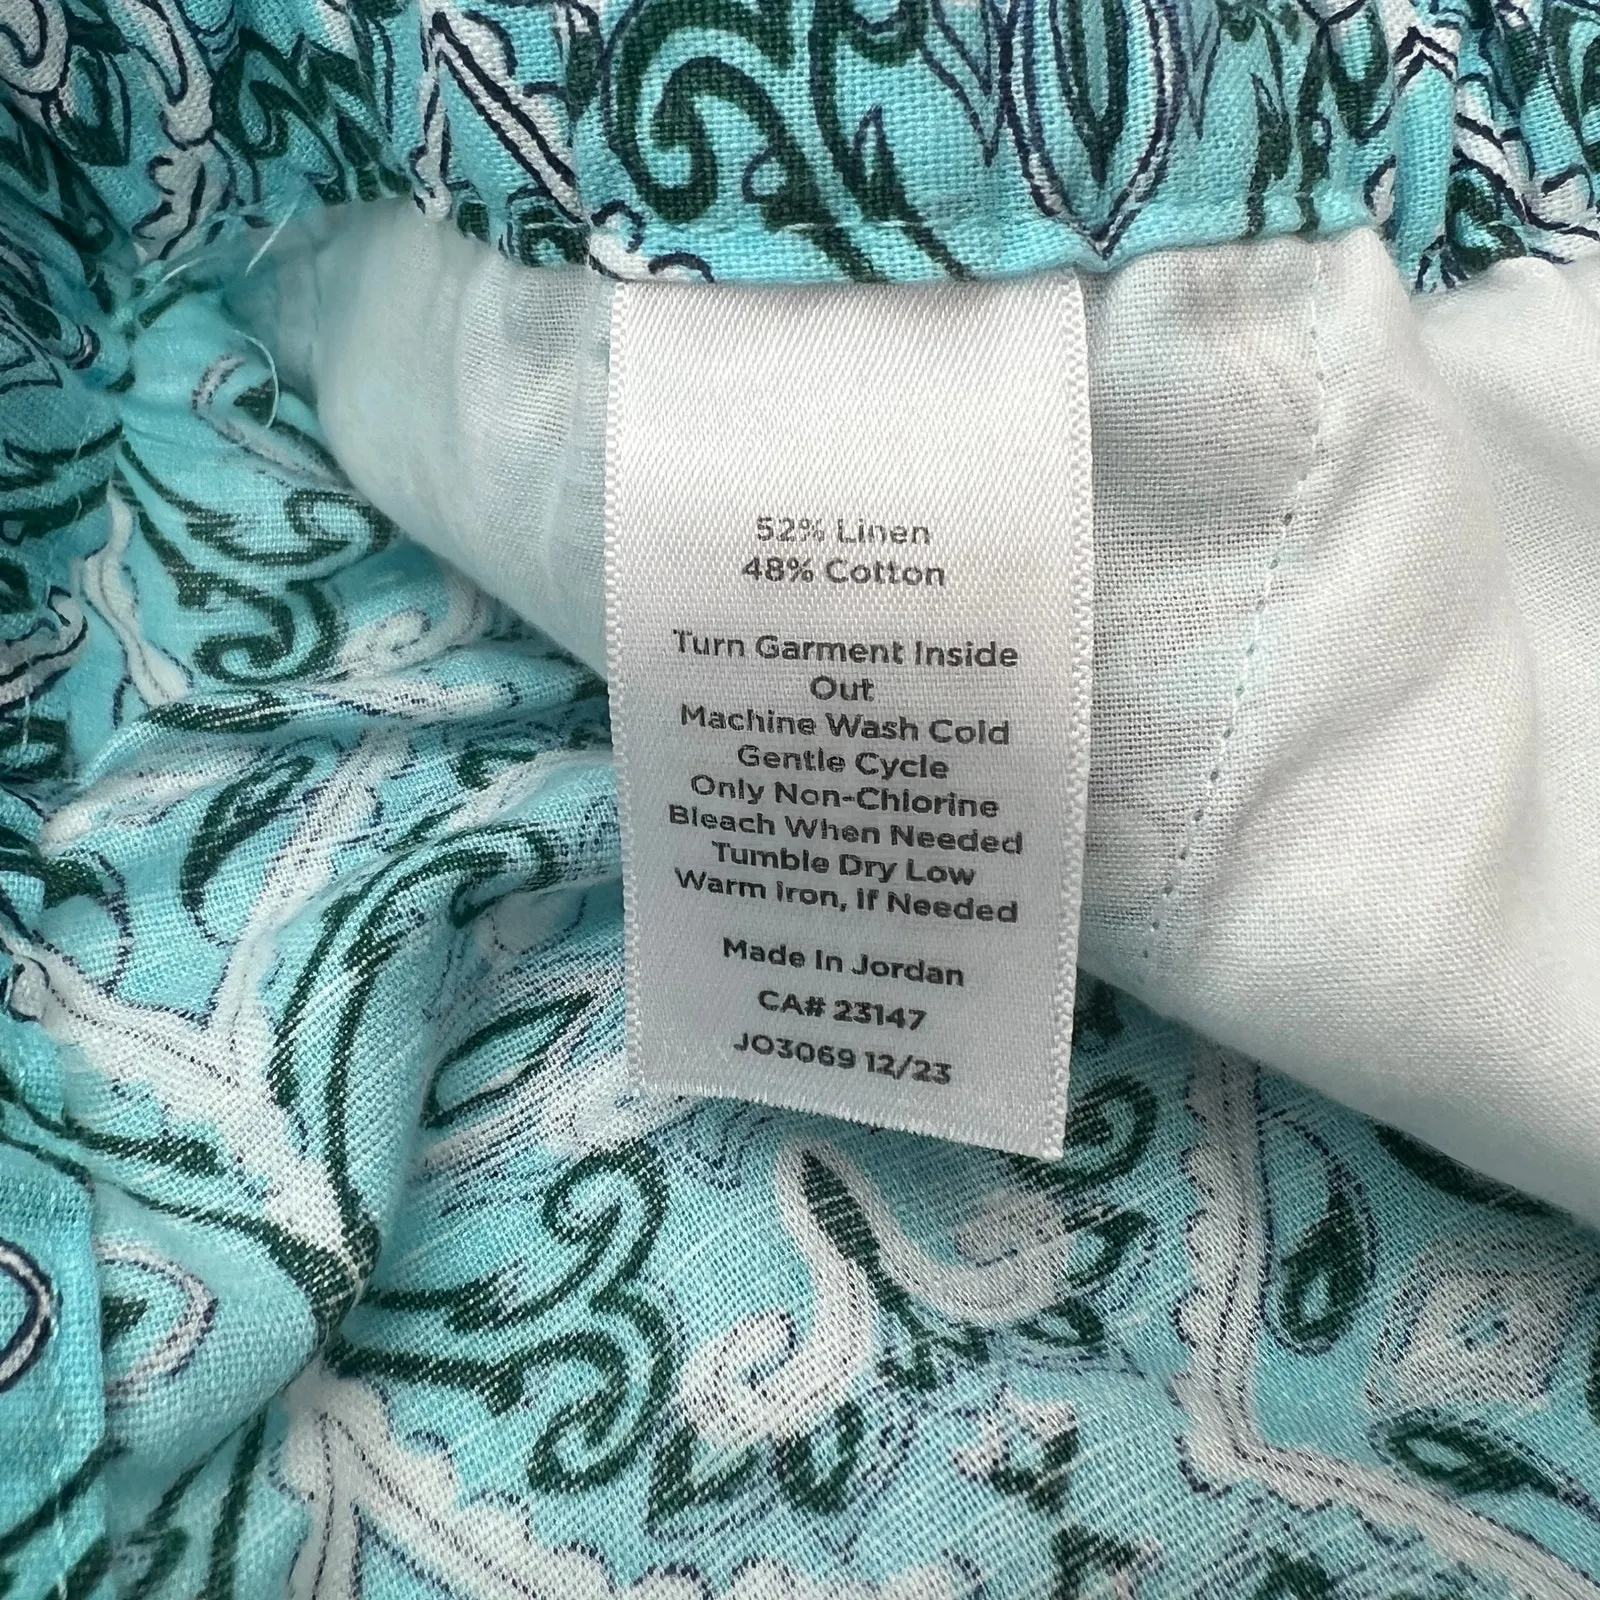 52% Linen
48% Cotton
Turn Garment Inside
Out
Machine Wash Cold
Gentle Cycle
Only Non-Chlorine
Bleach When Needed
Tumble Dry Low
Warm Iron, If Needed
Made In Jordan
CA# 23147
JO3069 12/23